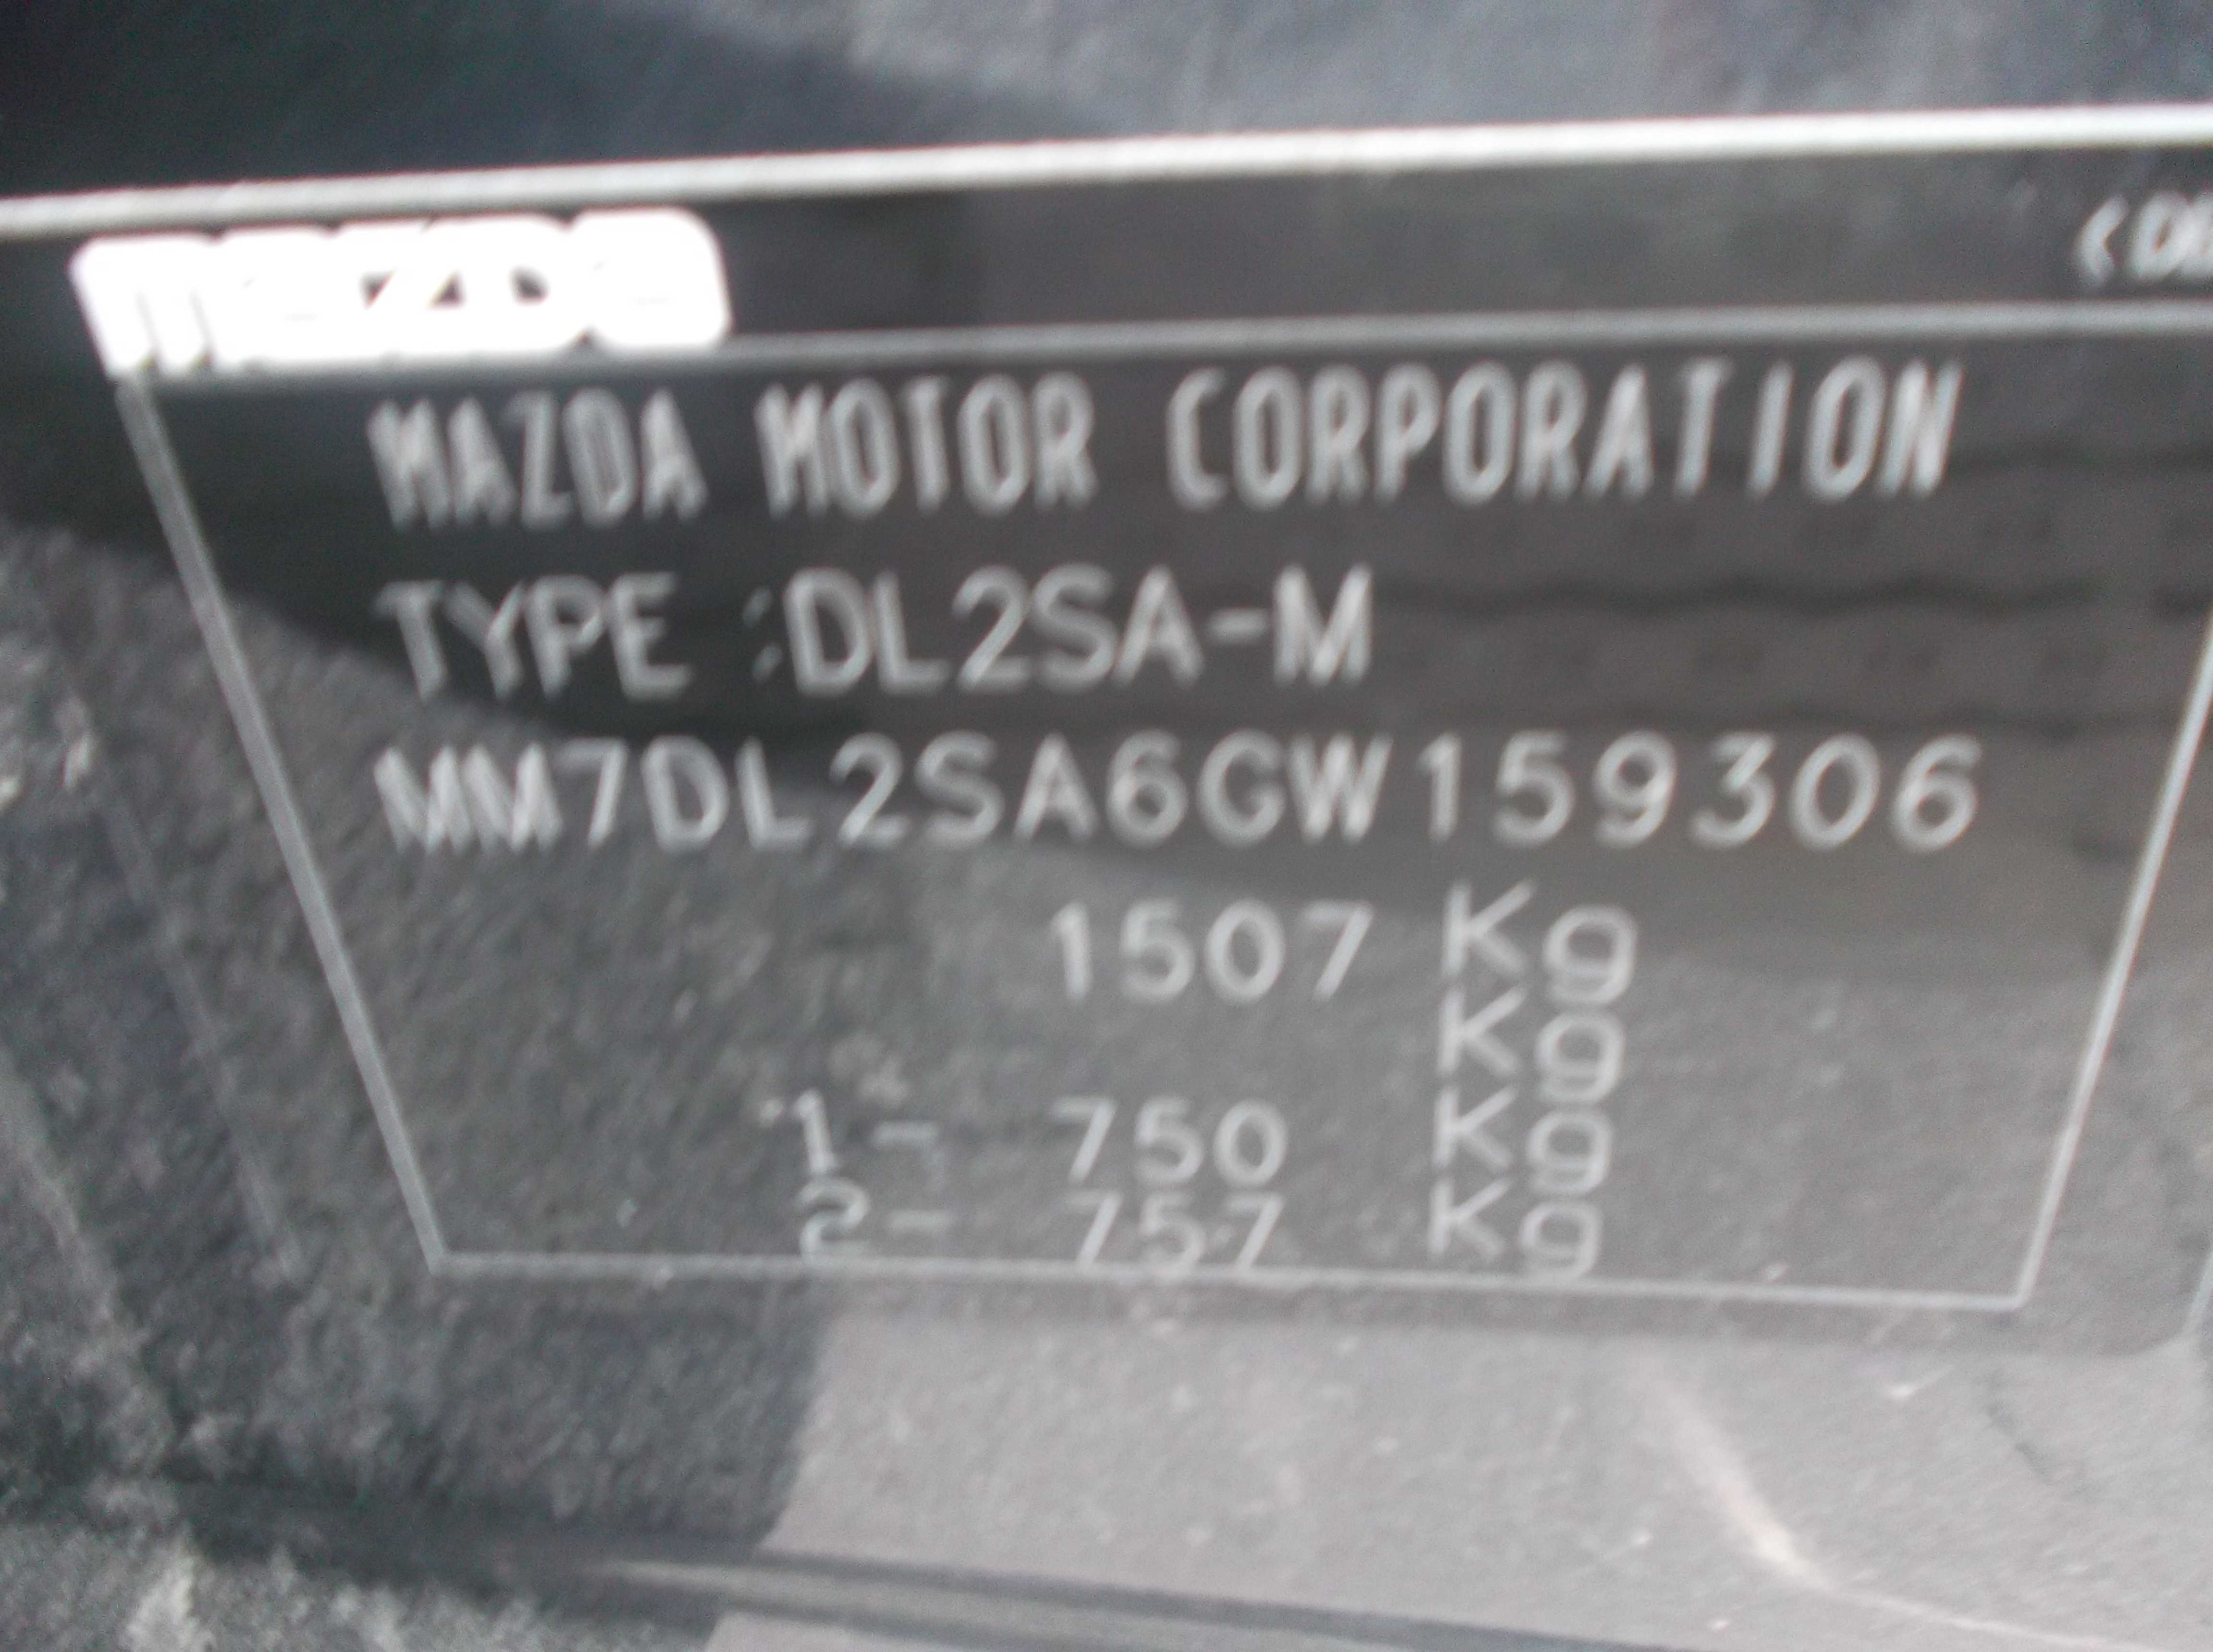 mazda
MAZDA MOTOR CORPORATION
TYPE :DL2SA-M
MM7DL2SA6GW159306
1507 Kg
Kg
1- 750 Kg
2- 757 Kg